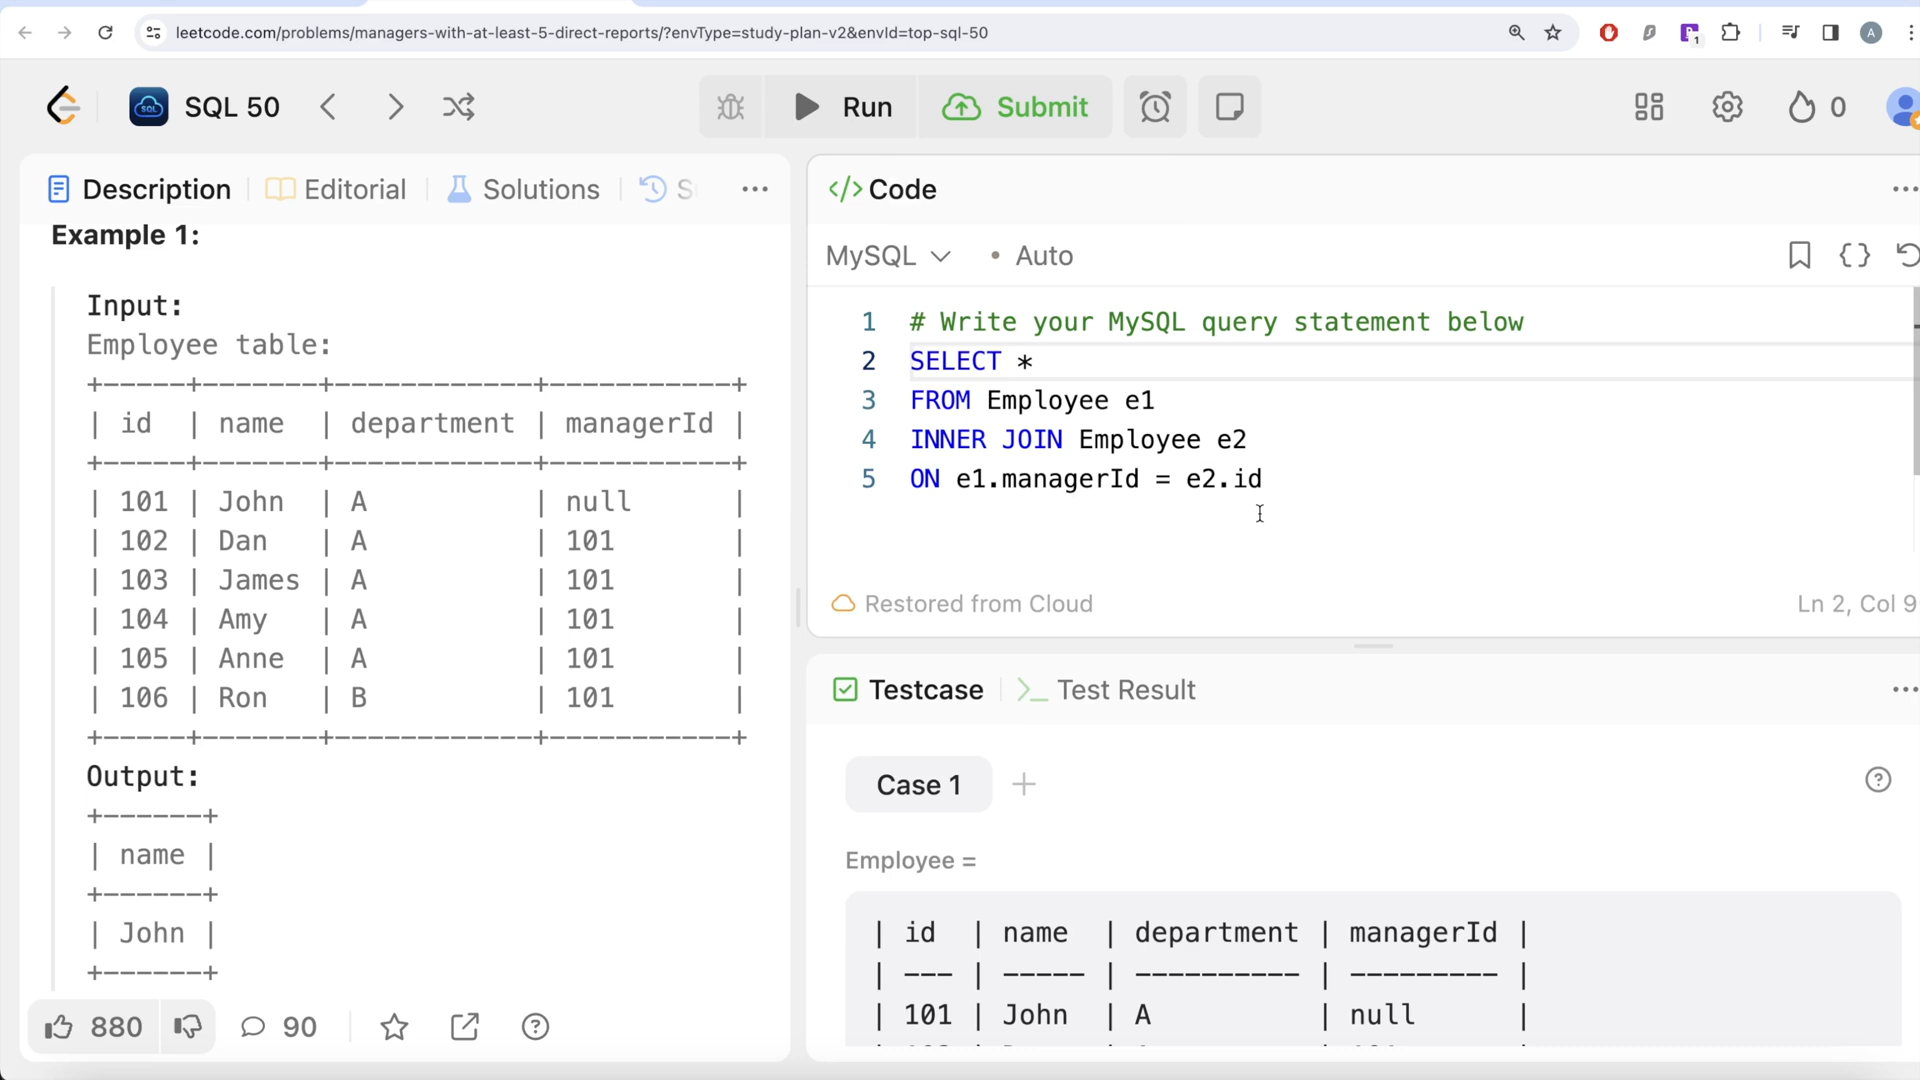 leetcode.com/problems/managers-with-at-least-5-direct-reports/?envType=study-plan-v2&envId=top-sql-50
1
A
SQL
SQL 50
Run
Submit
0
Description
Editorial
Solutions
Example 1:
Input:
Employee table:
+-----+-------+------------+-----------+
| id | name | department | managerId |
+-----+-------+------------+-----------+
| 101 | John | A | null |
| 102 | Dan | A | 101 |
| 103 | James | A | 101 |
| 104 | Amy | A | 101 |
| 105 | Anne | A | 101 |
| 106 | Ron | B | 101 |
+-----+-------+------------+-----------+
Output:
+------+
| name |
+------+
| John |
+------+
880
90
</> Code
MySQL
• Auto
1 # Write your MySQL query statement below
2 SELECT *
3 FROM Employee e1
4 INNER JOIN Employee e2
5 ON e1.managerId = e2.id
Restored from Cloud
Ln 2, Col 9
Testcase
Test Result
Case 1
Employee =
| id | name | department | managerId |
| --- | ----- | ---------- | --------- |
| 101 | John | A | null |